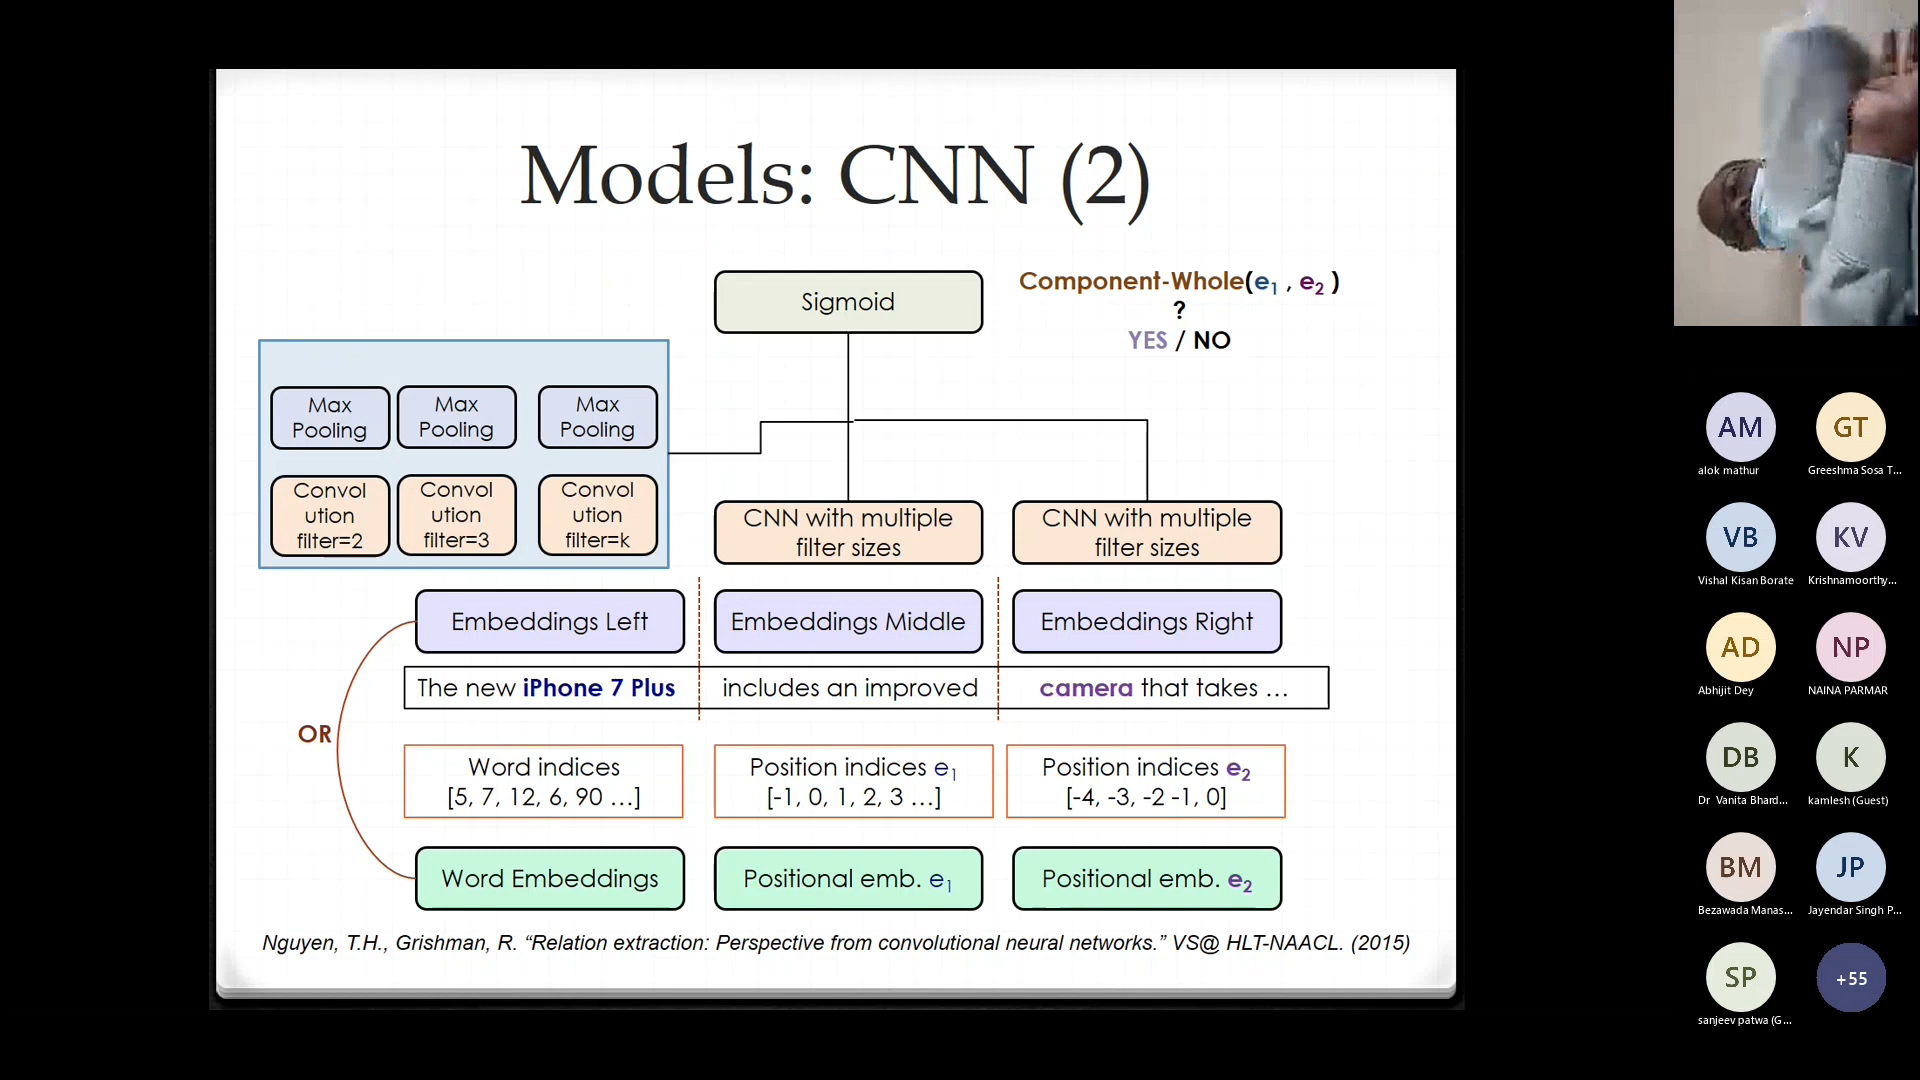 Models: CNN (2)
Sigmoid
Component-Whole(e1 , e2 )
?
YES / NO
Max
Pooling
Max
Pooling
Max
Pooling
Convol
ution
filter=2
Convol
ution
filter=3
Convol
ution
filter=k
CNN with multiple
filter sizes
CNN with multiple
filter sizes
Embeddings Left
Embeddings Middle
Embeddings Right
The new iPhone 7 Plus includes an improved camera that takes …
OR
Word indices
[5, 7, 12, 6, 90 …]
Position indices e1
[-1, 0, 1, 2, 3 …]
Position indices e2
[-4, -3, -2 -1, 0]
Word Embeddings
Positional emb. e1
Positional emb. e2
Nguyen, T.H., Grishman, R. “Relation extraction: Perspective from convolutional neural networks.” VS@ HLT-NAACL. (2015)
AM
alok mathur
GT
Greeshma Sosa T...
VB
Vishal Kisan Borate
KV
Krishnamoorthy...
AD
Abhijit Dey
NP
NAINA PARMAR
DB
Dr Vanita Bhard...
K
kamlesh (Guest)
BM
Bezawada Manas...
JP
Jayendar Singh P...
SP
sanjeev patwa (G...
+55